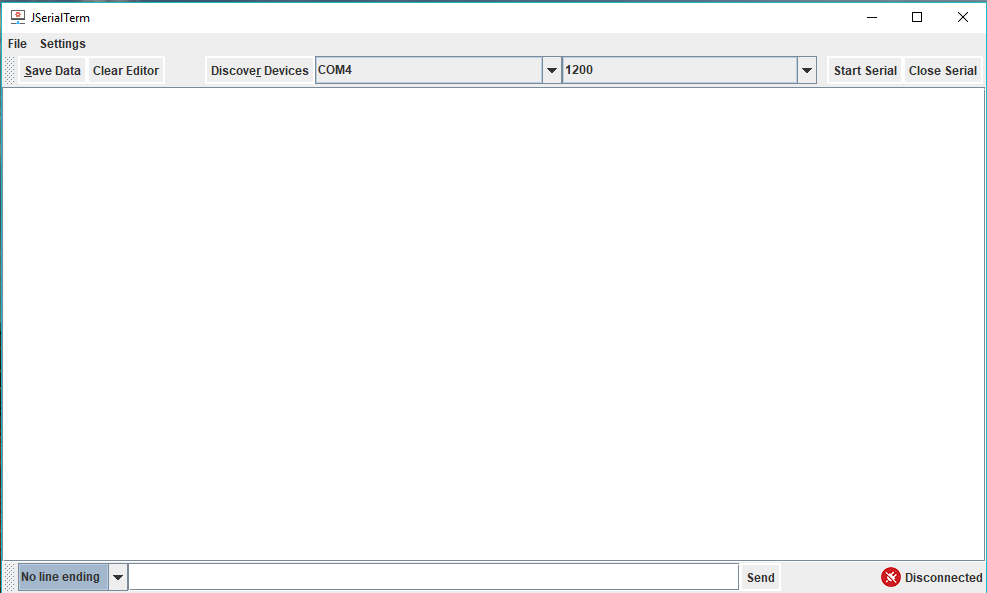 JSerialTerm
File Settings
Save Data Clear Editor Discover Devices COM4 1200 Start Serial Close Serial
No line ending Send Disconnected